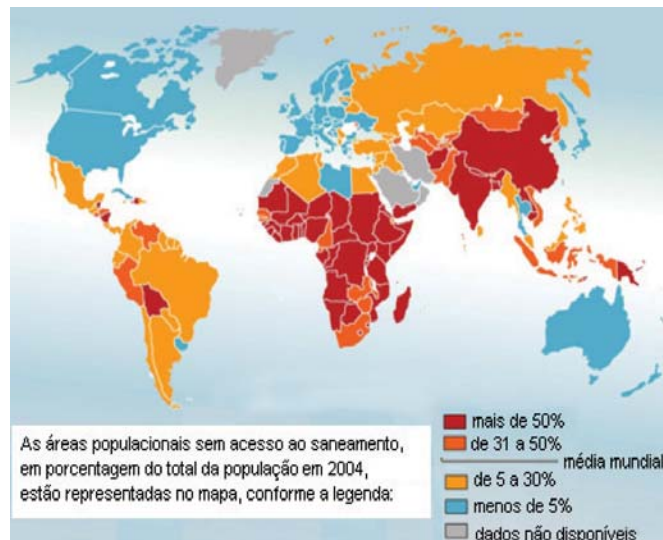 As áreas populacionais sem acesso ao saneamento,
em porcentagem do total da população em 2004,
estão representadas no mapa, conforme a legenda:
mais de 50%
de 31 a 50%
média mundial
de 5 a 30%
menos de 5%
dados não disponíveis